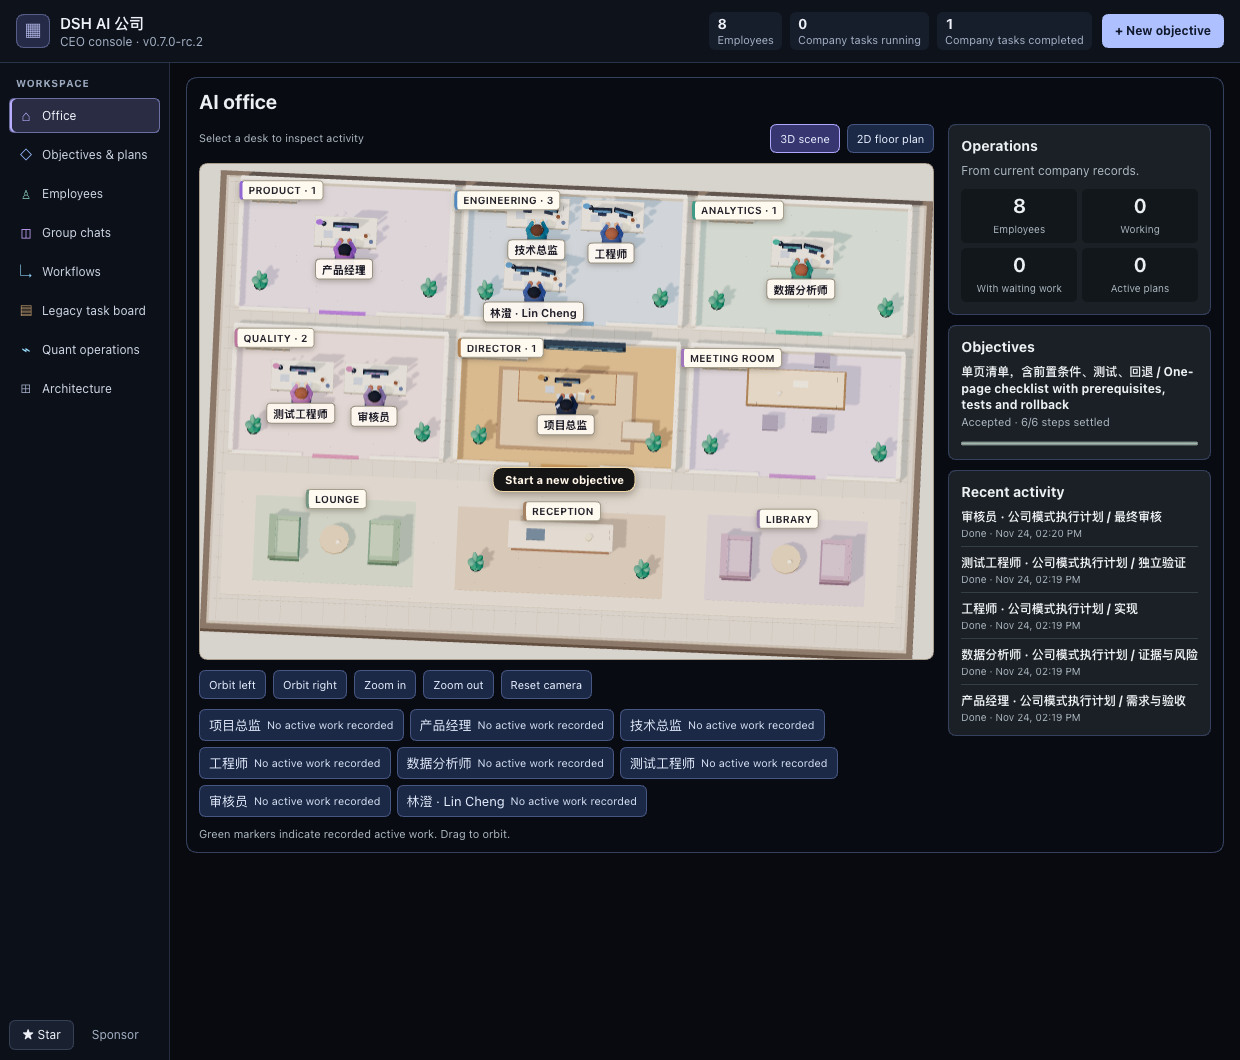 DSH AI 公司
CEO console · v0.7.0-rc.2
8
Employees
0
Company tasks running
1
Company tasks completed
+ New objective
WORKSPACE
Office
Objectives & plans
Employees
Group chats
Workflows
Legacy task board
Quant operations
Architecture
Star
Sponsor
AI office
Select a desk to inspect activity
3D scene
2D floor plan
PRODUCT · 1
产品经理
ENGINEERING · 3
技术总监
工程师
林澄 · Lin Cheng
ANALYTICS · 1
数据分析师
QUALITY · 2
测试工程师
审核员
DIRECTOR · 1
项目总监
MEETING ROOM
Start a new objective
LOUNGE
RECEPTION
LIBRARY
Orbit left
Orbit right
Zoom in
Zoom out
Reset camera
项目总监 No active work recorded
产品经理 No active work recorded
技术总监 No active work recorded
工程师 No active work recorded
数据分析师 No active work recorded
测试工程师 No active work recorded
审核员 No active work recorded
林澄 · Lin Cheng No active work recorded
Green markers indicate recorded active work. Drag to orbit.
Operations
From current company records.
8
Employees
0
Working
0
With waiting work
0
Active plans
Objectives
单页清单，含前置条件、测试、回退 / One-
page checklist with prerequisites,
tests and rollback
Accepted · 6/6 steps settled
Recent activity
审核员 · 公司模式执行计划 / 最终审核
Done · Nov 24, 02:20 PM
测试工程师 · 公司模式执行计划 / 独立验证
Done · Nov 24, 02:19 PM
工程师 · 公司模式执行计划 / 实现
Done · Nov 24, 02:19 PM
数据分析师 · 公司模式执行计划 / 证据与风险
Done · Nov 24, 02:19 PM
产品经理 · 公司模式执行计划 / 需求与验收
Done · Nov 24, 02:19 PM